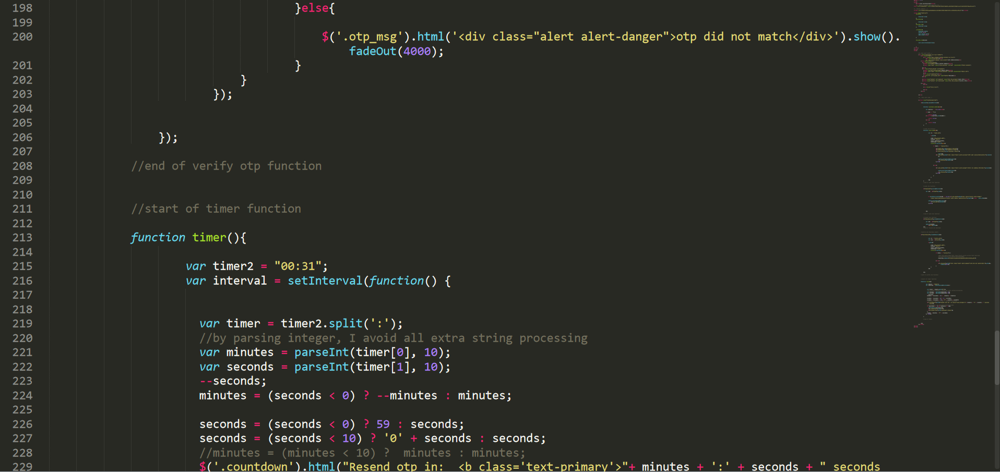 198 }else{
199
200 $('.otp_msg').html('<div class="alert alert-danger">otp did not match</div>').show().
fadeOut(4000);
201 }
202 }
203 });
204
205
206 });
207
208 //end of verify otp function
209
210
211 //start of timer function
212
213 function timer(){
214
215 var timer2 = "00:31";
216 var interval = setInterval(function() {
217
218
219 var timer = timer2.split(':');
220 //by parsing integer, I avoid all extra string processing
221 var minutes = parseInt(timer[0], 10);
222 var seconds = parseInt(timer[1], 10);
223 --seconds;
224 minutes = (seconds < 0) ? --minutes : minutes;
225
226 seconds = (seconds < 0) ? 59 : seconds;
227 seconds = (seconds < 10) ? '0' + seconds : seconds;
228 //minutes = (minutes < 10) ?  minutes : minutes;
229 $('.countdown').html("Resend otp in:  <b class='text-primary'>"+ minutes + ':' + seconds + " seconds